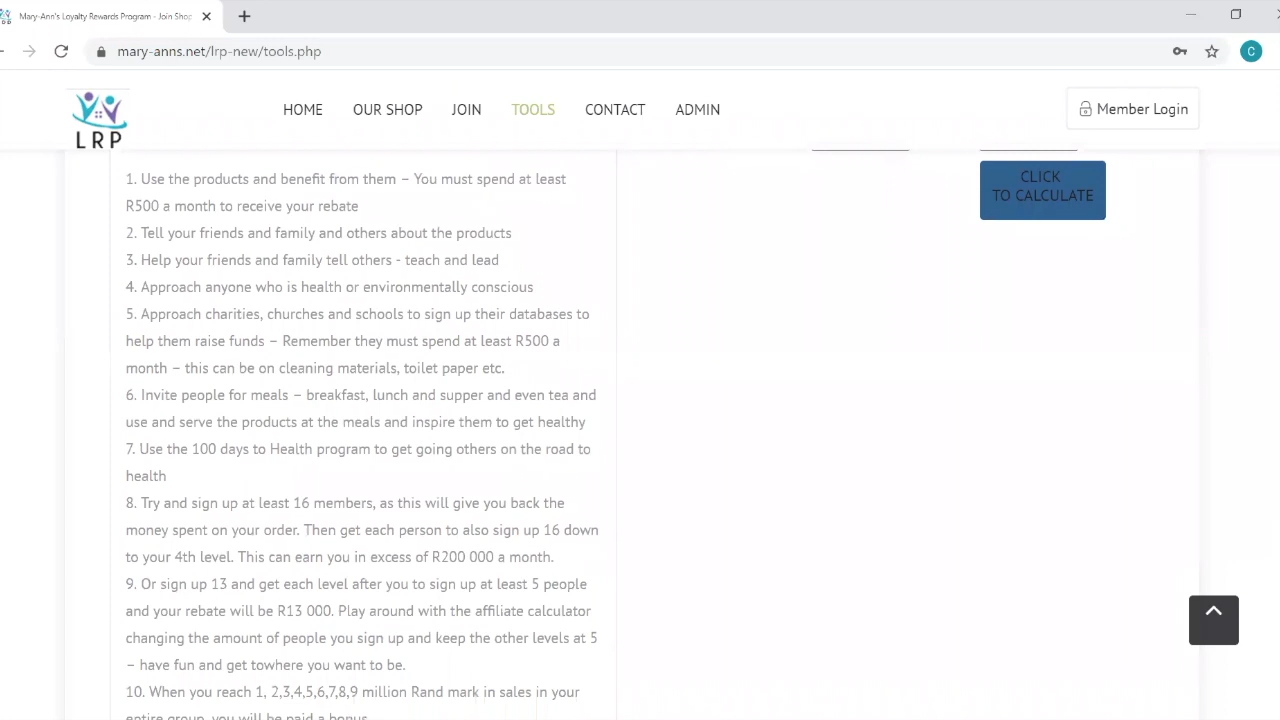 Mary-Ann's Loyalty Rewards Program - Join Shop
mary-anns.net/lrp-new/tools.php
C
LRP
HOME
OUR SHOP
JOIN
TOOLS
CONTACT
ADMIN
Member Login
1. Use the products and benefit from them – You must spend at least
R500 a month to receive your rebate
2. Tell your friends and family and others about the products
3. Help your friends and family tell others - teach and lead
4. Approach anyone who is health or environmentally conscious
5. Approach charities, churches and schools to sign up their databases to
help them raise funds – Remember they must spend at least R500 a
month – this can be on cleaning materials, toilet paper etc.
6. Invite people for meals – breakfast, lunch and supper and even tea and
use and serve the products at the meals and inspire them to get healthy
7. Use the 100 days to Health program to get going others on the road to
health
8. Try and sign up at least 16 members, as this will give you back the
money spent on your order. Then get each person to also sign up 16 down
to your 4th level. This can earn you in excess of R200 000 a month.
9. Or sign up 13 and get each level after you to sign up at least 5 people
and your rebate will be R13 000. Play around with the affiliate calculator
changing the amount of people you sign up and keep the other levels at 5
– have fun and get towhere you want to be.
10. When you reach 1, 2,3,4,5,6,7,8,9 million Rand mark in sales in your
entire group, you will be paid a bonus
CLICK
TO CALCULATE